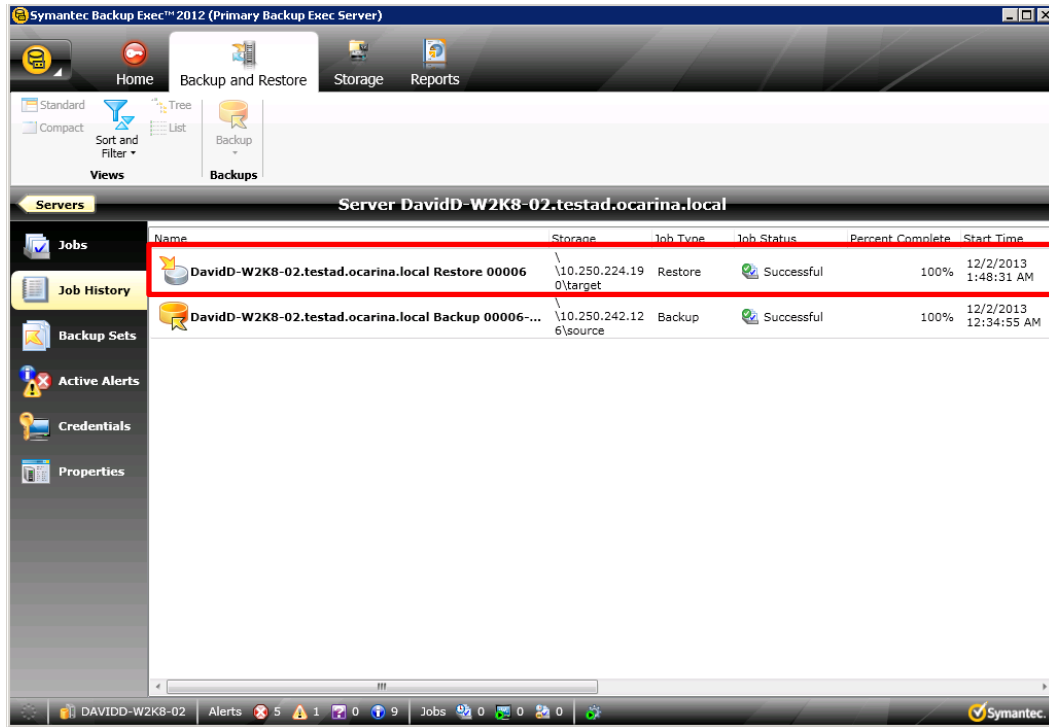 Symantec Backup Exec™ 2012 (Primary Backup Exec Server)
Home
Backup and Restore
Storage
Reports
Standard
Compact
Sort and
Filter
Tree
List
Backup
Views
Backups
Servers
Server DavidD-W2K8-02.testad.ocarina.local
Jobs
Job History
Backup Sets
Active Alerts
Credentials
Properties
Name Storage Job Type Job Status Percent Complete Start Time
DavidD-W2K8-02.testad.ocarina.local Restore 00006
\
\10.250.224.19
0\target
Restore
Successful
100%
12/2/2013
1:48:31 AM
DavidD-W2K8-02.testad.ocarina.local Backup 00006-...
\
\10.250.242.12
6\source
Backup
Successful
100%
12/2/2013
12:34:55 AM
DAVIDD-W2K8-02 Alerts 5 1 0 9 Jobs 0 0 0
Symantec.